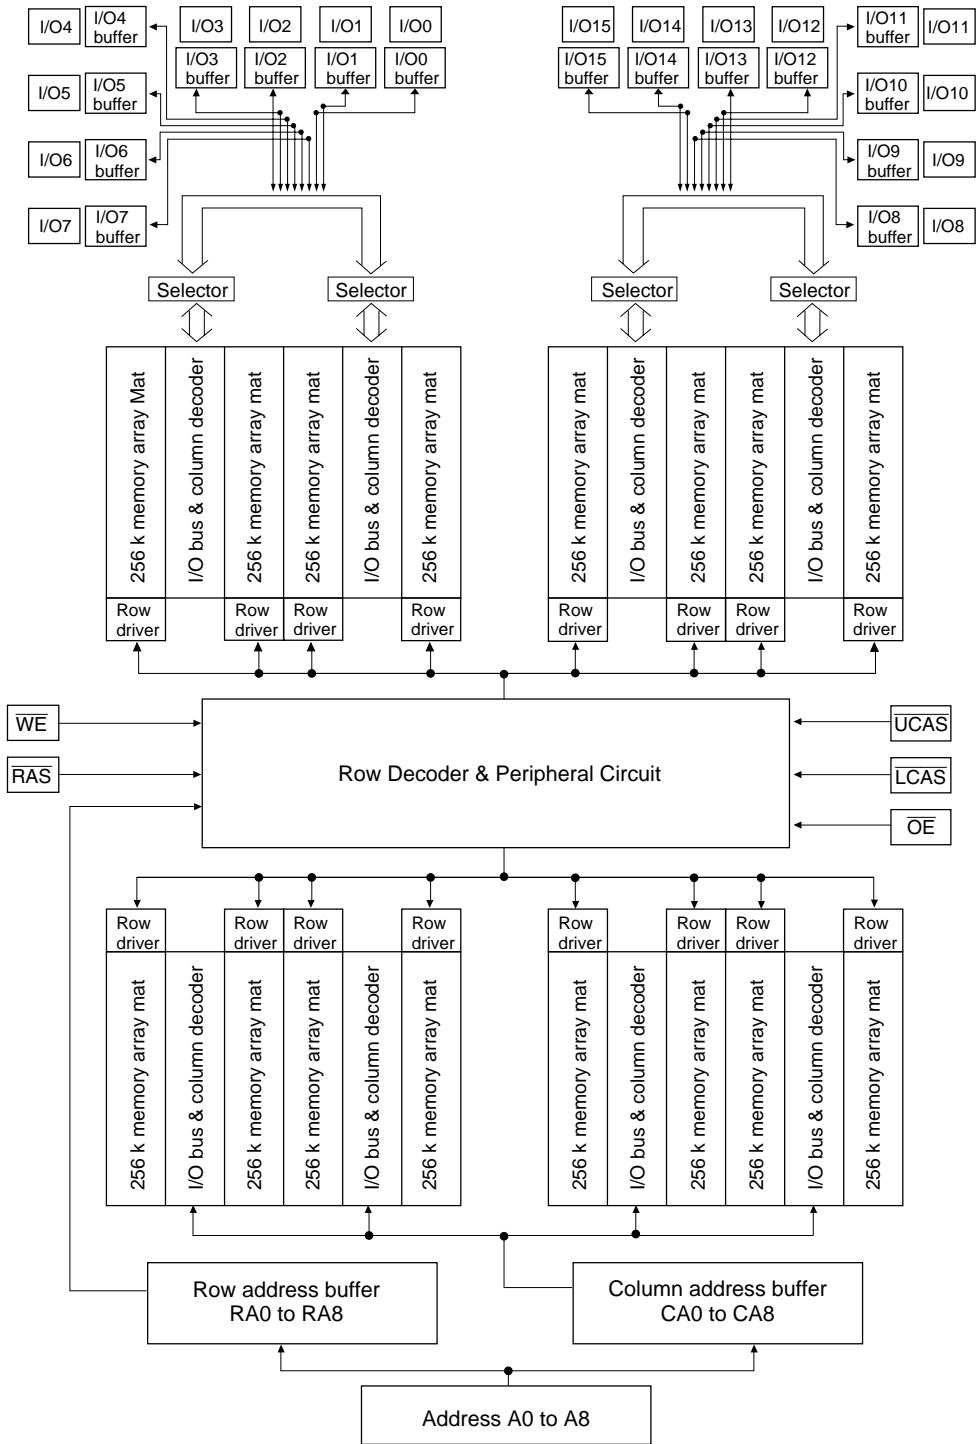 I/O4
I/O4
buffer
I/O3
I/O2
I/O1
I/O0
I/O3
buffer
I/O2
buffer
I/O1
buffer
I/O0
buffer
I/O5
I/O5
buffer
I/O6
I/O6
buffer
I/O7
I/O7
buffer
I/O15
I/O14
I/O13
I/O12
I/O15
buffer
I/O14
buffer
I/O13
buffer
I/O12
buffer
I/O11
buffer
I/O11
I/O10
buffer
I/O10
I/O9
buffer
I/O9
I/O8
buffer
I/O8
Selector
Selector
Selector
Selector
256 k memory array Mat
I/O bus & column decoder
256 k memory array mat
256 k memory array mat
I/O bus & column decoder
256 k memory array mat
256 k memory array mat
I/O bus & column decoder
256 k memory array mat
256 k memory array mat
I/O bus & column decoder
256 k memory array mat
Row
driver
Row
driver
Row
driver
Row
driver
Row
driver
Row
driver
Row
driver
Row
driver
W̅E̅
R̅A̅S̅
Row Decoder & Peripheral Circuit
U̅C̅A̅S̅
L̅C̅A̅S̅
O̅E̅
Row
driver
Row
driver
Row
driver
Row
driver
Row
driver
Row
driver
Row
driver
Row
driver
256 k memory array mat
I/O bus & column decoder
256 k memory array mat
256 k memory array mat
I/O bus & column decoder
256 k memory array mat
256 k memory array mat
I/O bus & column decoder
256 k memory array mat
256 k memory array mat
I/O bus & column decoder
256 k memory array mat
Row address buffer
RA0 to RA8
Column address buffer
CA0 to CA8
Address A0 to A8